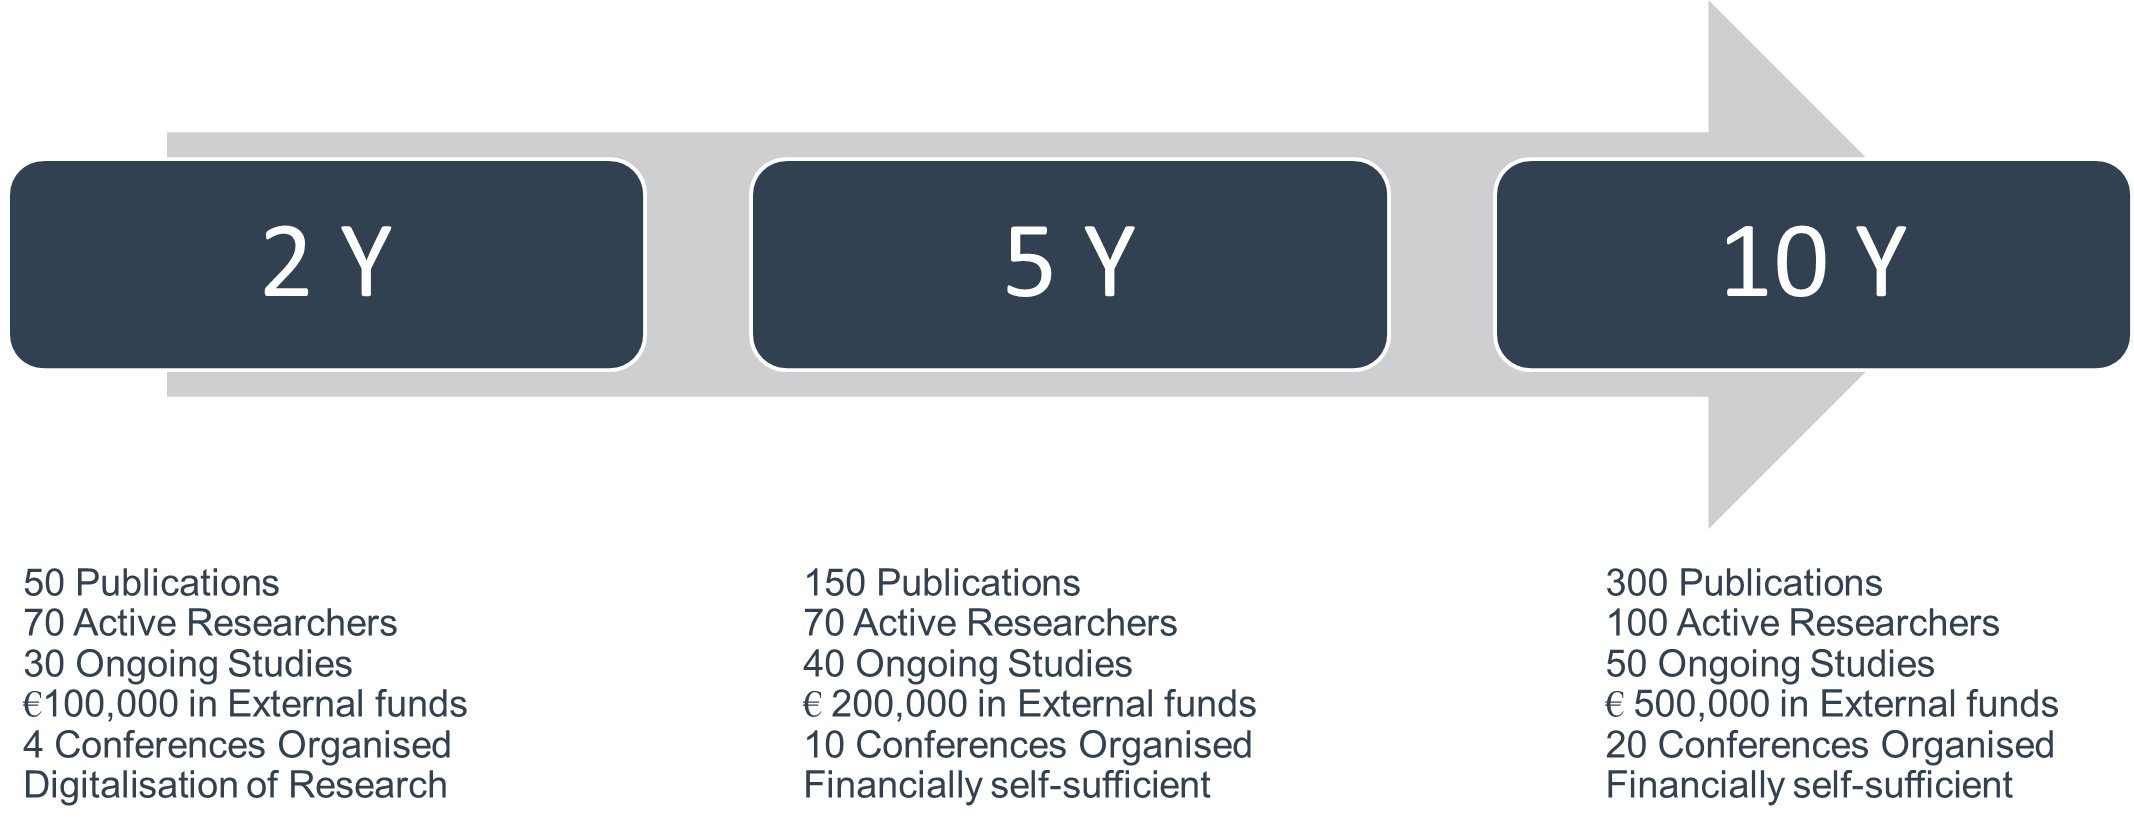 2 Y
5 Y
10 Y
50 Publications
70 Active Researchers
30 Ongoing Studies
€100,000 in External funds
4 Conferences Organised
Digitalisation of Research
150 Publications
70 Active Researchers
40 Ongoing Studies
€ 200,000 in External funds
10 Conferences Organised
Financially self-sufficient
300 Publications
100 Active Researchers
50 Ongoing Studies
€ 500,000 in External funds
20 Conferences Organised
Financially self-sufficient